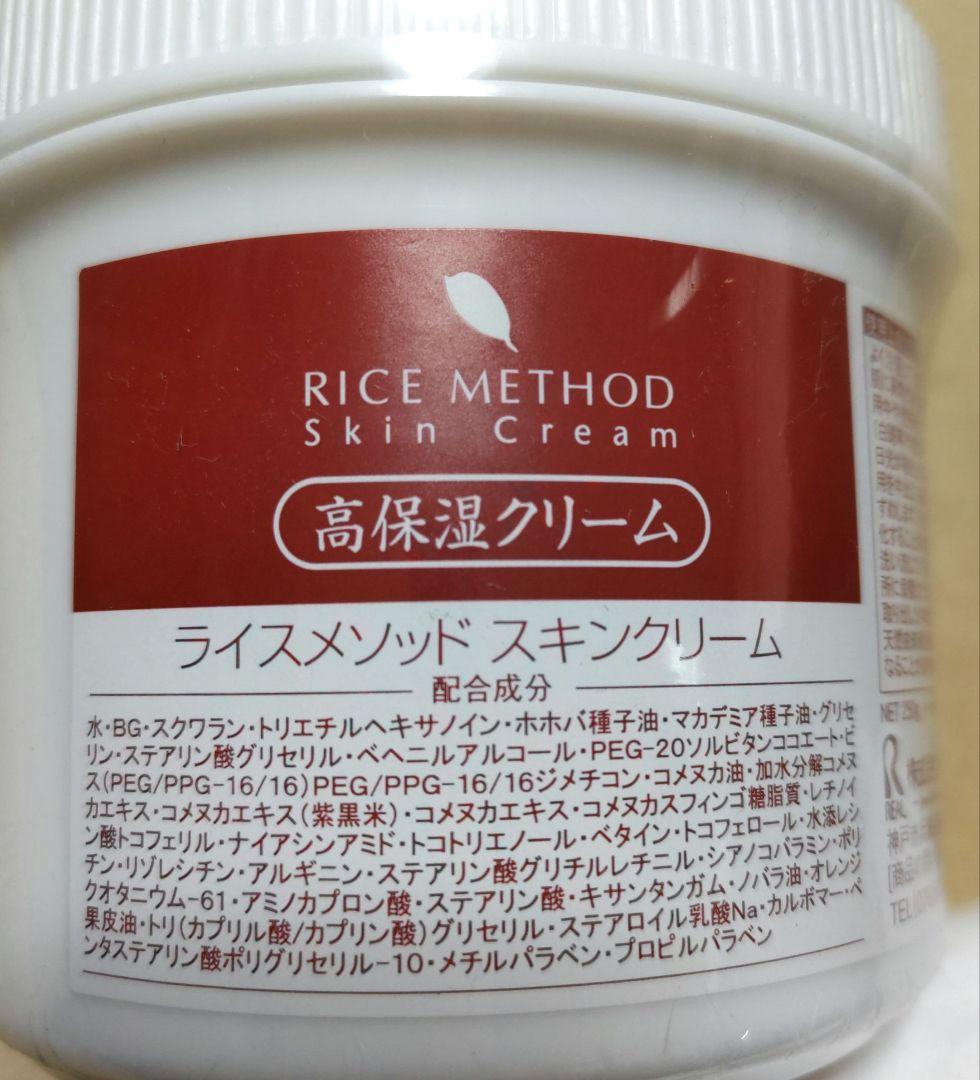 RICE METHOD
Skin Cream
高保湿クリーム
ライスメソッド スキンクリーム
配合成分
水・BG・スクワラン・トリエチルヘキサノイン・ホホバ種子油・マカデミア種子油・グリセ
リン・ステアリン酸グリセリル・ベヘニルアルコール・PEG-20ソルビタンココエート・ビ
ス(PEG/PPG-16/16)PEG/PPG-16/16ジメチコン・コメヌカ油・加水分解コメヌ
カエキス・コメヌカエキス(紫黒米)・コメヌカエキス・コメヌカスフィンゴ糖脂質・レチノイ
ン酸トコフェリル・ナイアシンアミド・トコトリエノール・ベタイン・トコフェロール・水添レシ
チン・リゾレシチン・アルギニン・ステアリン酸グリチルレチニル・シアノコバラミン・ポリ
クオタニウム-61・アミノカプロン酸・ステアリン酸・キサンタンガム・ノバラ油・オレンジ
果皮油・トリ(カプリル酸/カプリン酸)グリセリル・ステアロイル乳酸Na・カルボマー・ペ
ンタステアリン酸ポリグリセリル-10・メチルパラベン・プロピルパラベン
天然
なること
NET
REAL
神戸市
[商品
TEL